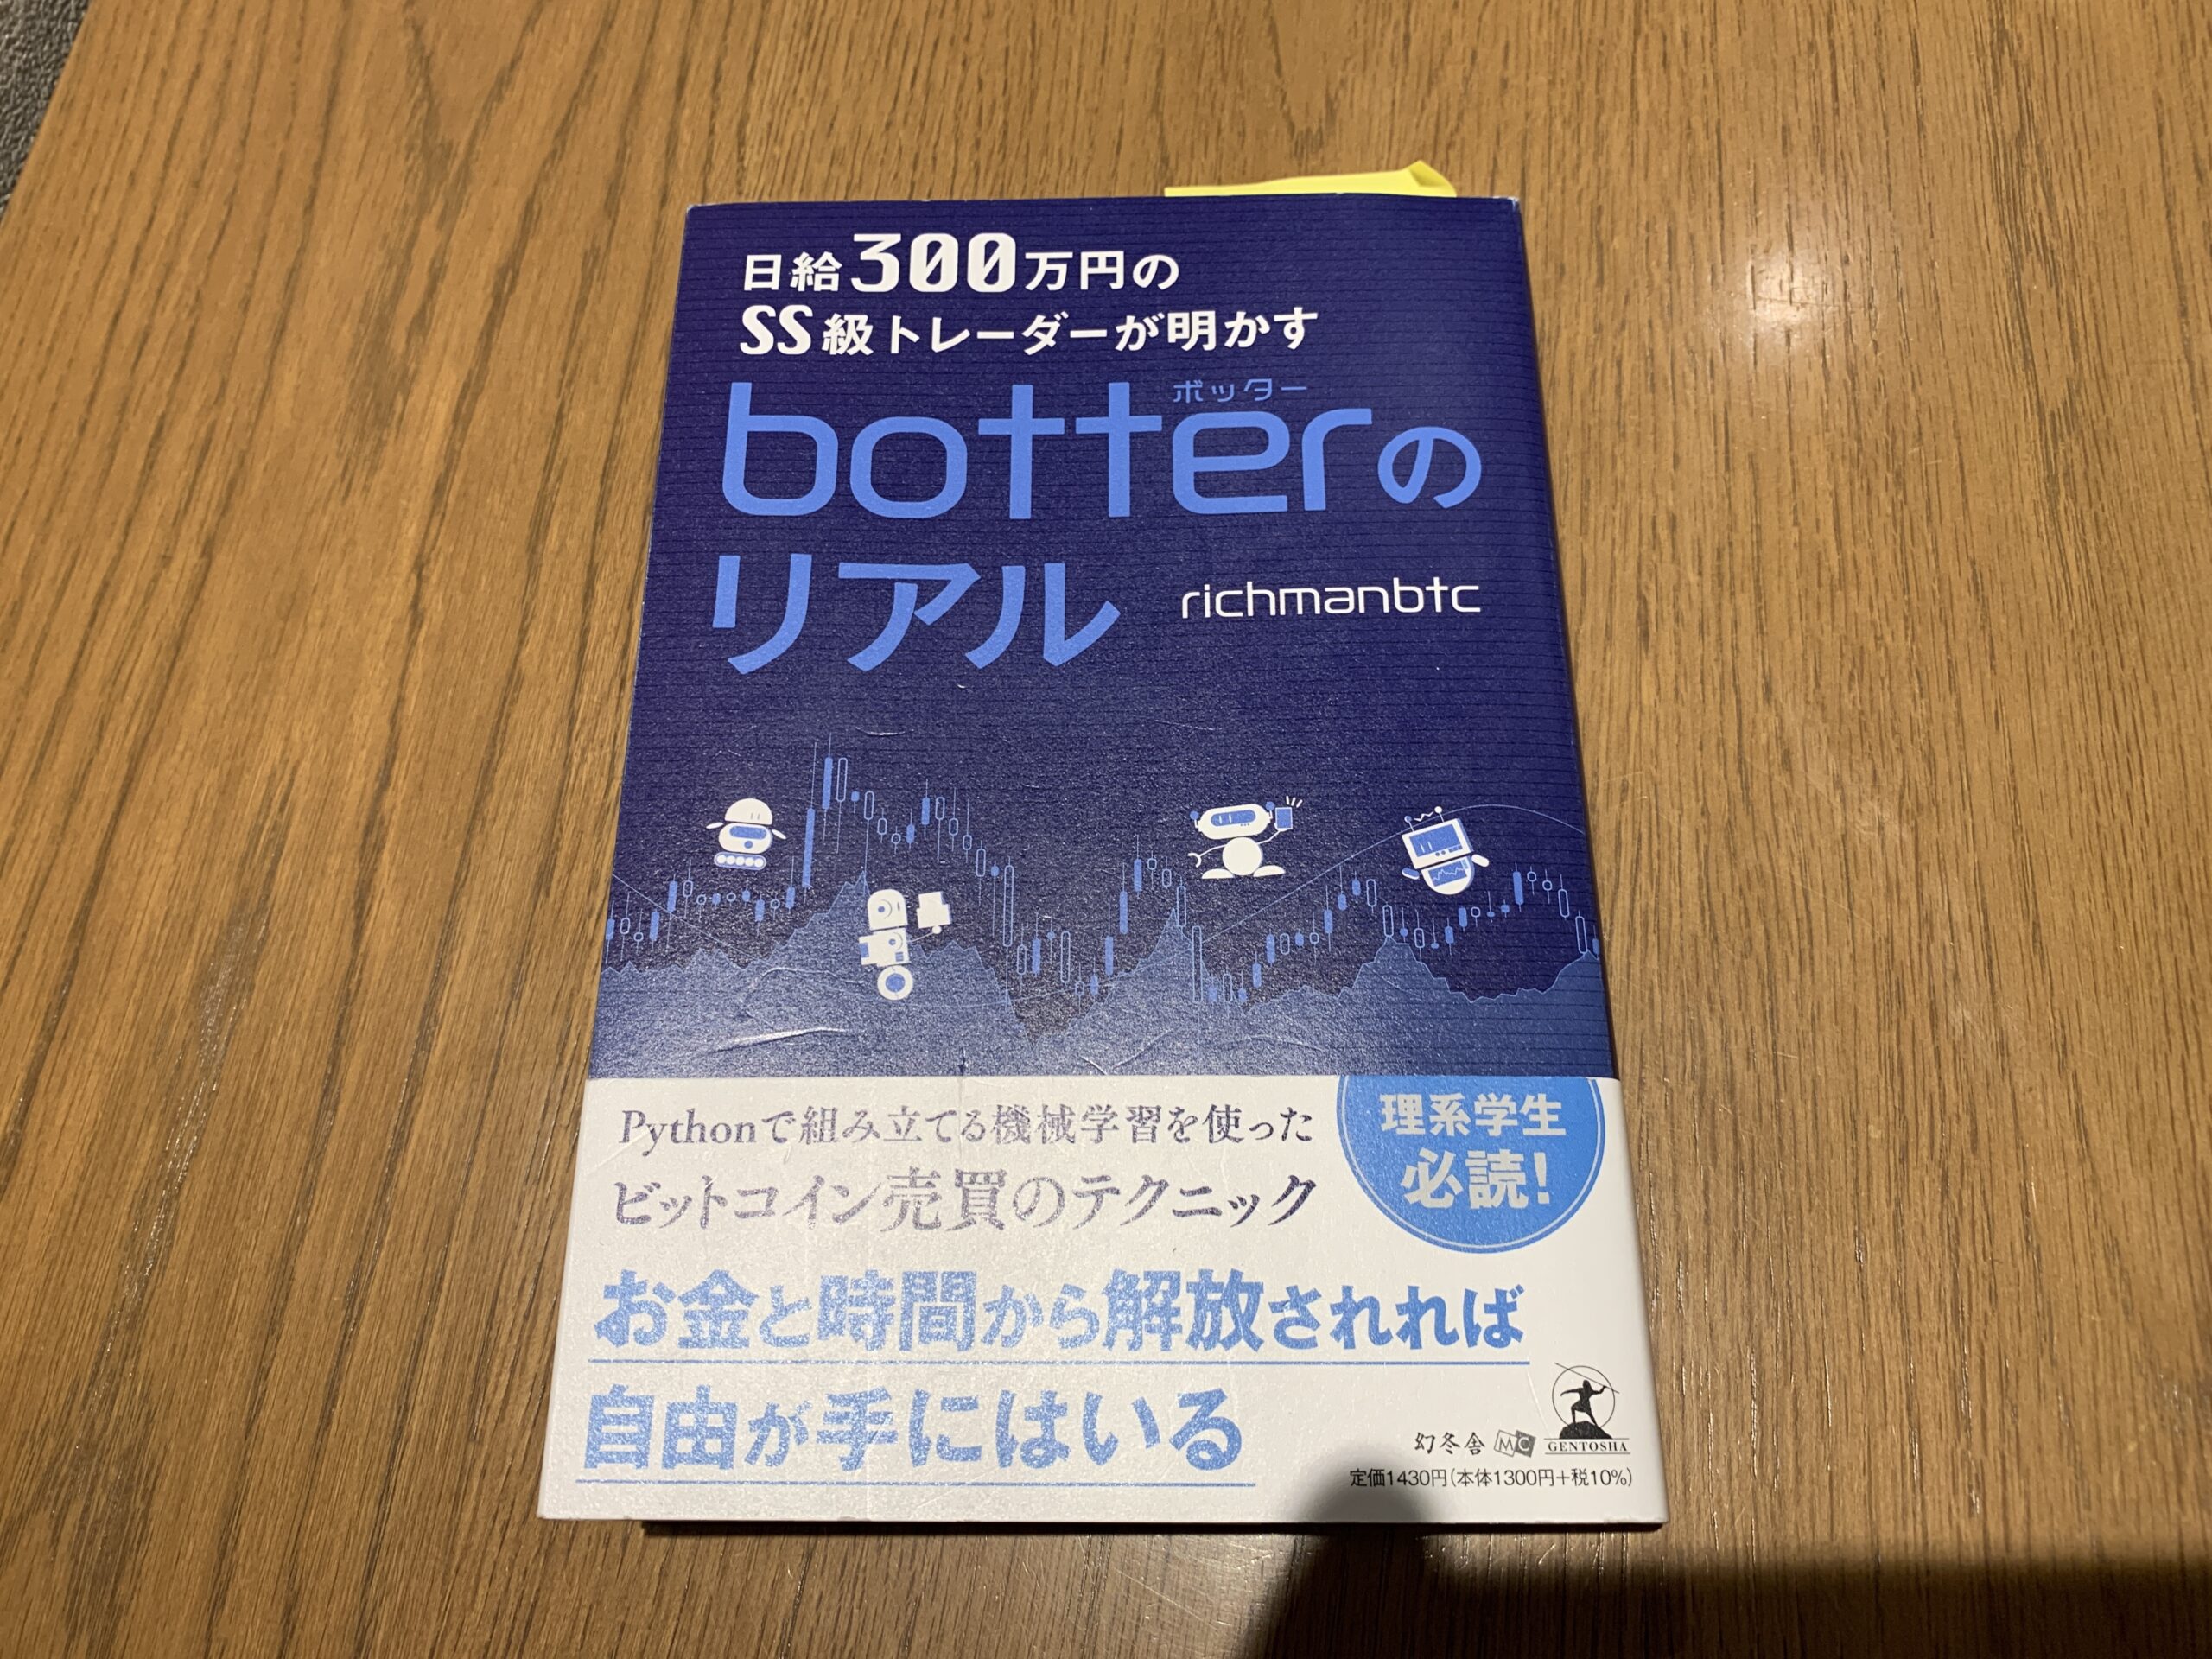 日給300万円の
SS級トレーダーが明かす
ボッター
botterの
リアル
richmanbtc
Pythonで組み立てる機械学習を使った
ビットコイン売買のテクニック
理系学生
必読!
お金と時間から解放されれば
自由が手にはいる
幻冬舎 MC GENTOSHA
定価1430円(本体1300円+税10%)